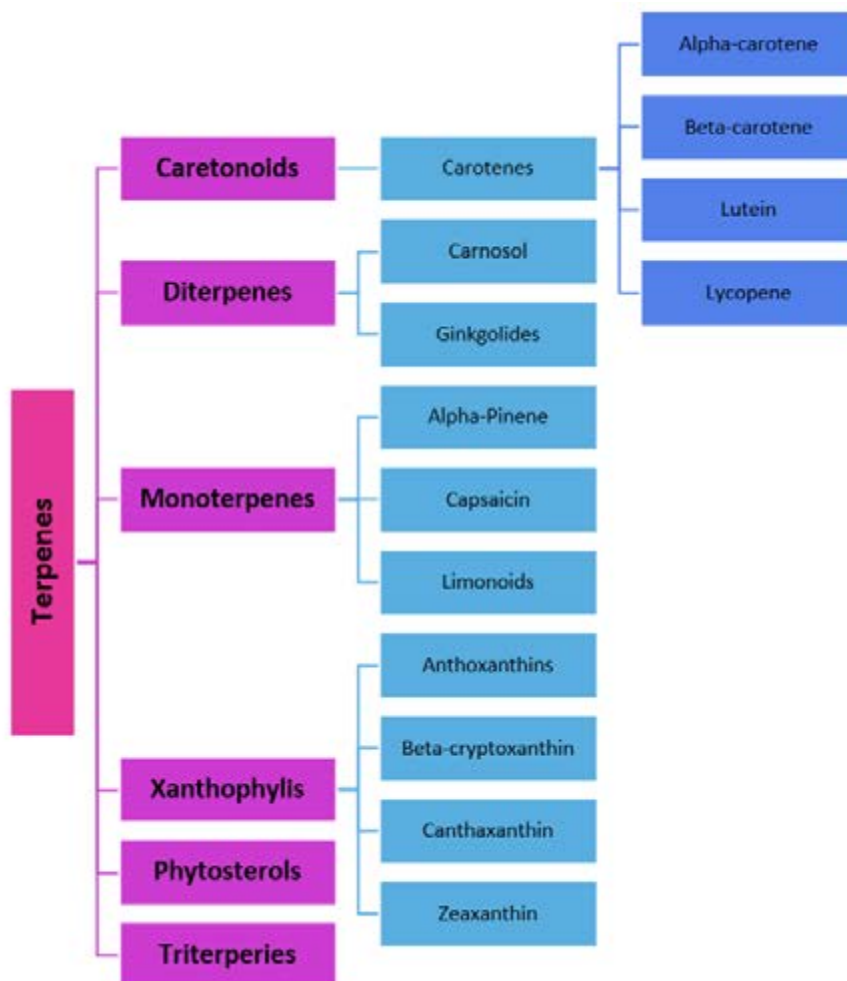 Terpenes
Caretonoids
Carotenes
Alpha-carotene
Beta-carotene
Lutein
Lycopene
Diterpenes
Carnosol
Ginkgolides
Monoterpenes
Alpha-Pinene
Capsaicin
Limonoids
Xanthophylis
Anthoxanthins
Beta-cryptoxanthin
Canthaxanthin
Zeaxanthin
Phytosterols
Triterperies